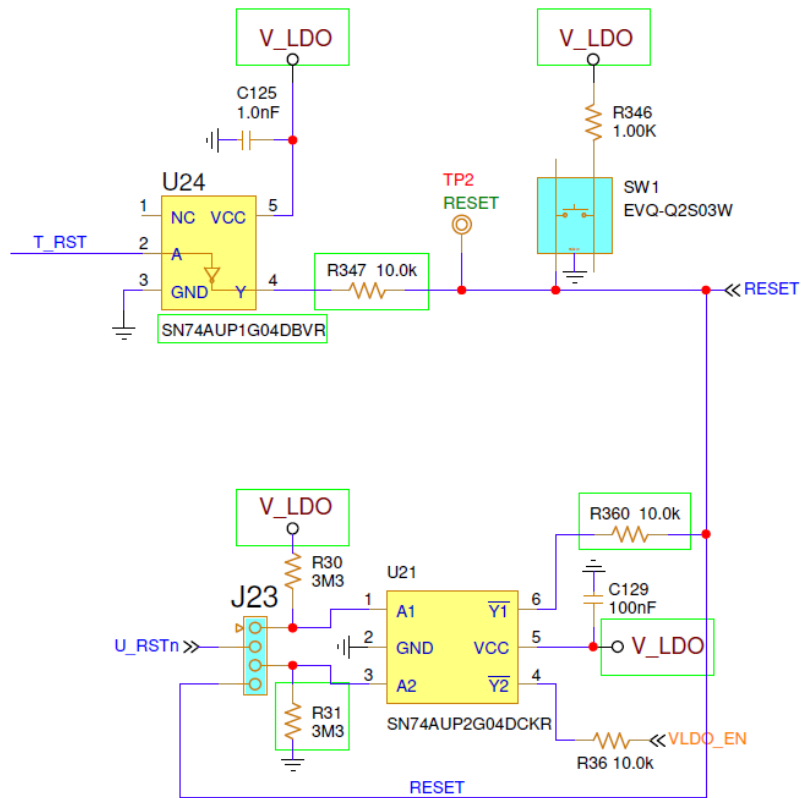 V_LDO
V_LDO
C125
1.0nF
R346
1.00K
U24
TP2
RESET
SW1
EVQ-Q2S03W
1
NC
VCC
5
T_RST
2
A
R347 10.0k
3
GND
Y
4
RESET
SN74AUP1G04DBVR
V_LDO
R360 10.0k
R30
3M3
U21
C129
100nF
J23
1
A1
Y1
6
U_RSTn
2
GND
VCC
5
V_LDO
3
A2
Y2
4
R31
3M3
SN74AUP2G04DCKR
VLDO_EN
R36 10.0k
RESET